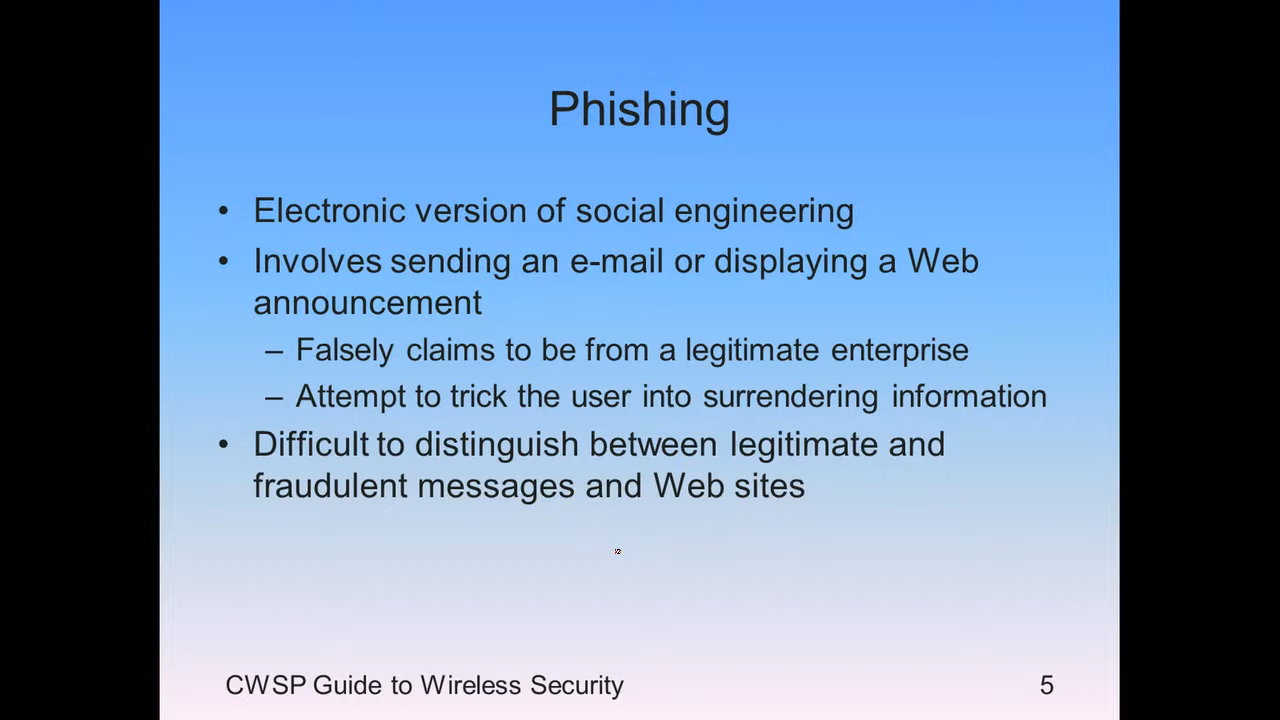 Phishing
• Electronic version of social engineering
• Involves sending an e-mail or displaying a Web
announcement
– Falsely claims to be from a legitimate enterprise
– Attempt to trick the user into surrendering information
• Difficult to distinguish between legitimate and
fraudulent messages and Web sites
CWSP Guide to Wireless Security
5